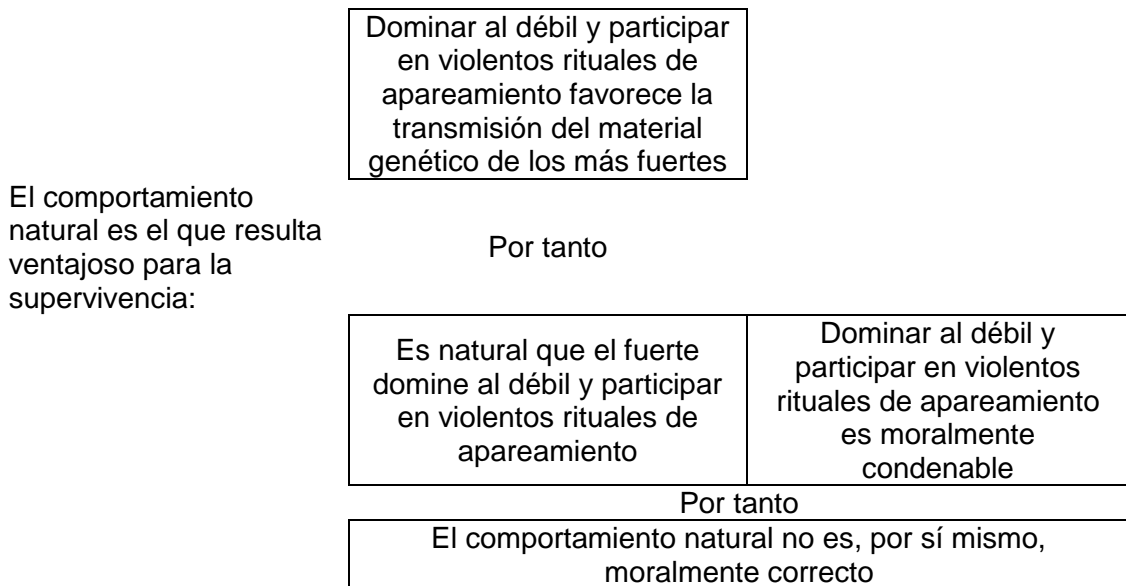 Dominar al débil y participar
en violentos rituales de
apareamiento favorece la
transmisión del material
genético de los más fuertes
El comportamiento
natural es el que resulta
ventajoso para la
supervivencia:
Por tanto
Es natural que el fuerte
domine al débil y participar
en violentos rituales de
apareamiento
Dominar al débil y
participar en violentos
rituales de apareamiento
es moralmente
condenable
Por tanto
El comportamiento natural no es, por sí mismo,
moralmente correcto